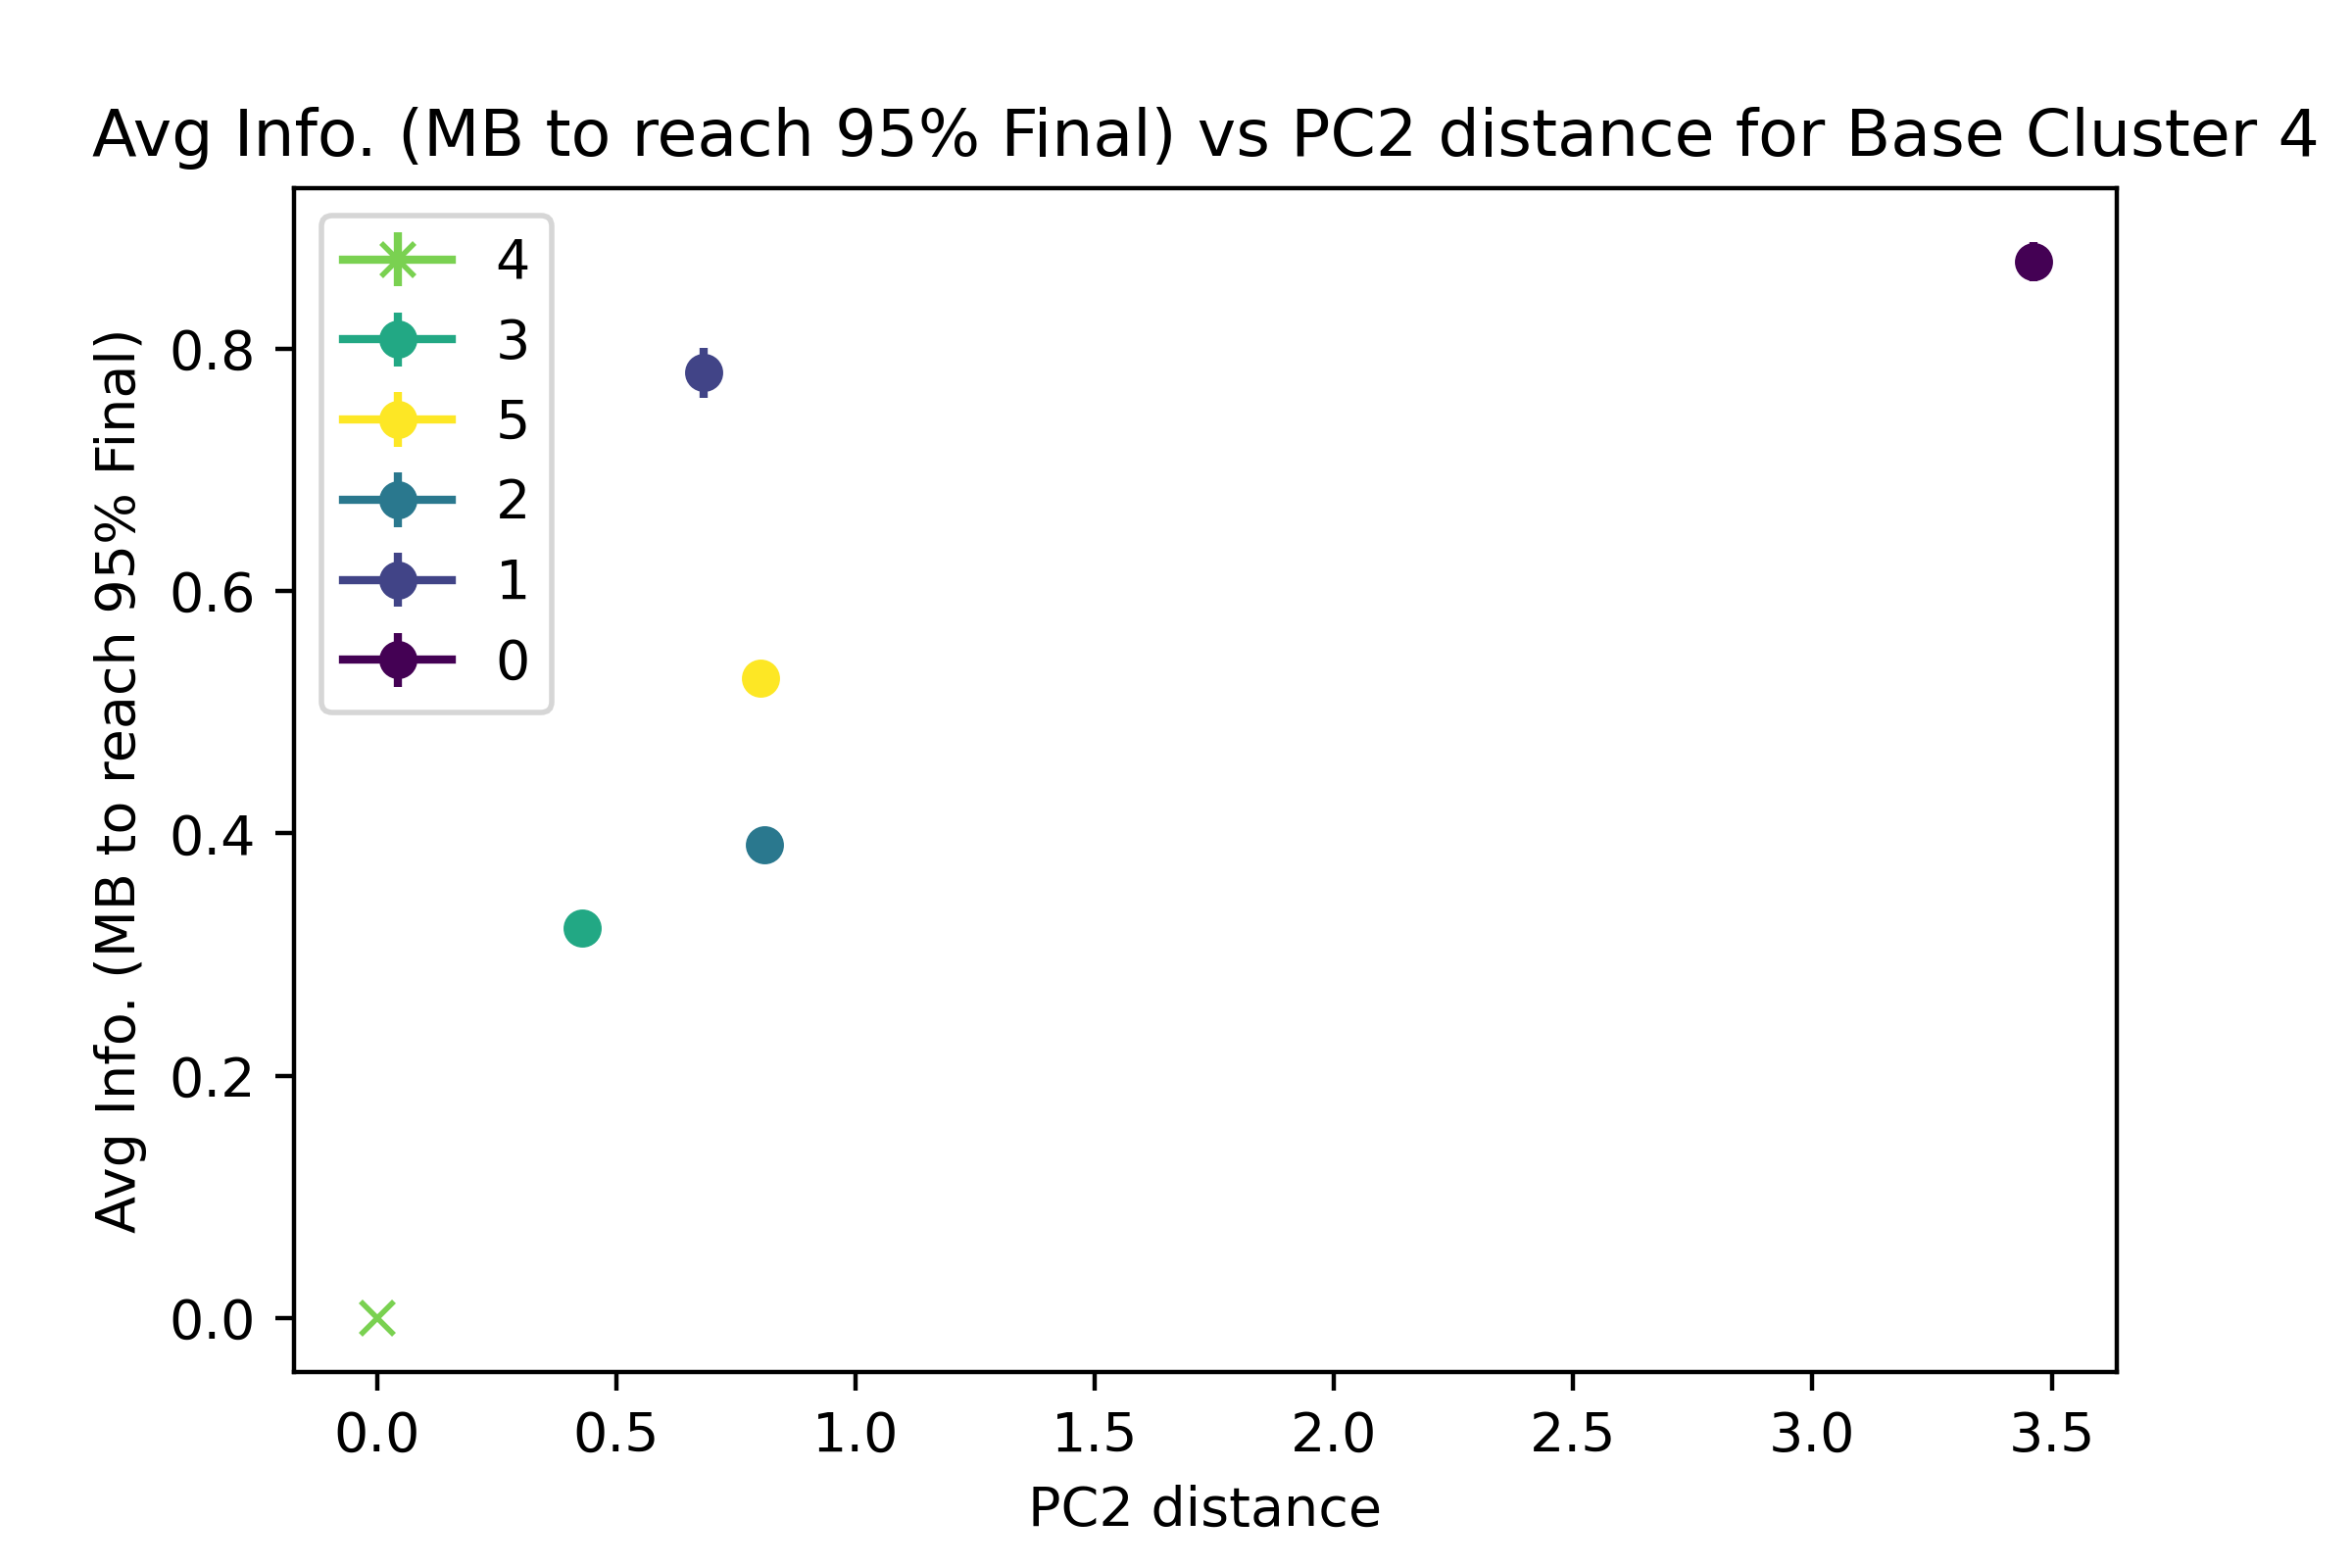 Avg Info. (MB to reach 95% Final) vs PC2 distance for Base Cluster 4
4
3
5
2
1
0
Avg Info. (MB to reach 95% Final)
0.8
0.6
0.4
0.2
0.0
0.0 0.5 1.0 1.5 2.0 2.5 3.0 3.5
PC2 distance